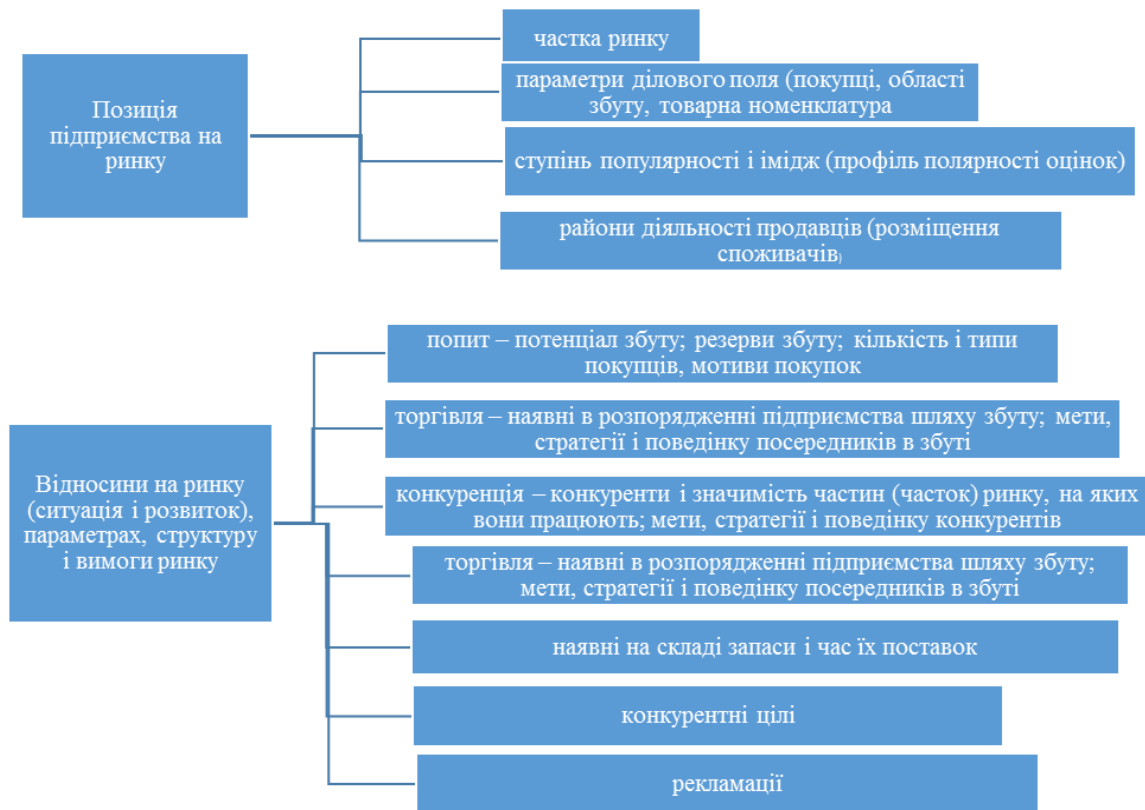 Позиція
підприємства на
ринку
частка ринку
параметри ділового поля (покупці, області
збуту, товарна номенклатура
ступінь популярності і імідж (профіль полярності оцінок)
райони діяльності продавців (розміщення
споживачів)
Відносини на ринку
(ситуація і розвиток),
параметрах, структуру
і вимоги ринку
попит – потенціал збуту; резерви збуту; кількість і типи
покупців, мотиви покупок
торгівля – наявні в розпорядженні підприємства шляху збуту; мети,
стратегії і поведінку посередників в збуті
конкуренція – конкуренти і значимість частин (часток) ринку, на яких
вони працюють; мети, стратегії і поведінку конкурентів
торгівля – наявні в розпорядженні підприємства шляху збуту;
мети, стратегії і поведінку посередників в збуті
наявні на складі запаси і час їх поставок
конкурентні цілі
рекламації